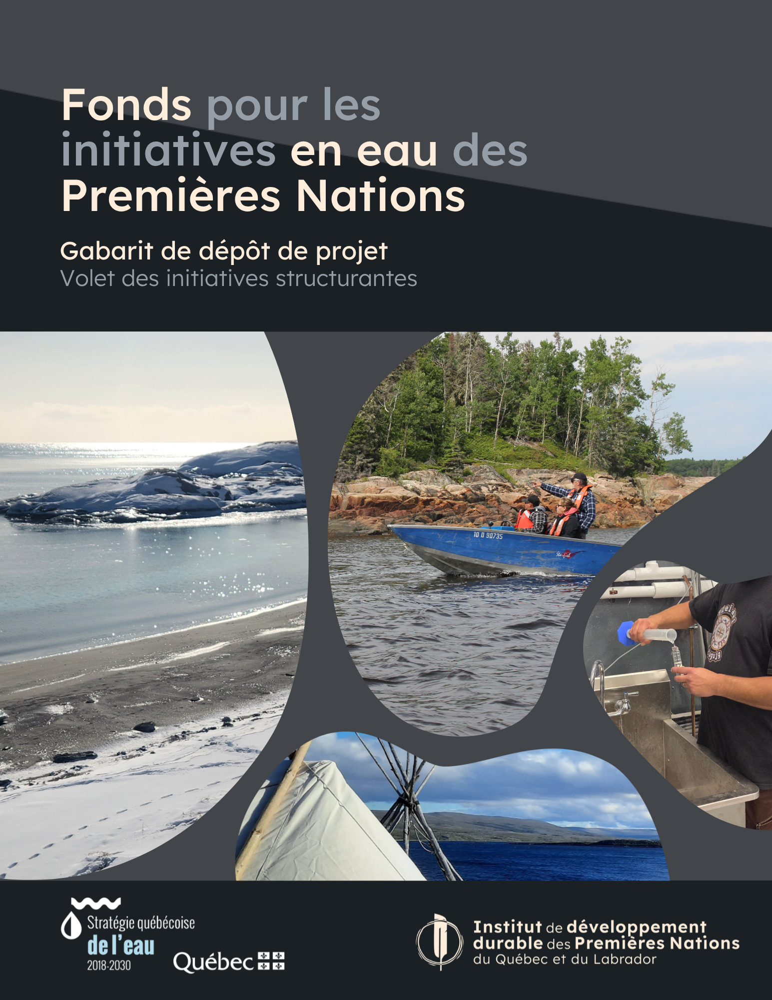 Fonds pour les
initiatives en eau des
Premières Nations
Gabarit de dépôt de projet
Volet des initiatives structurantes
10 D 90735
Starfish
Stratégie québécoise
de l'eau
2018-2030
Québec
Institut de développement
durable des Premières Nations
du Québec et du Labrador